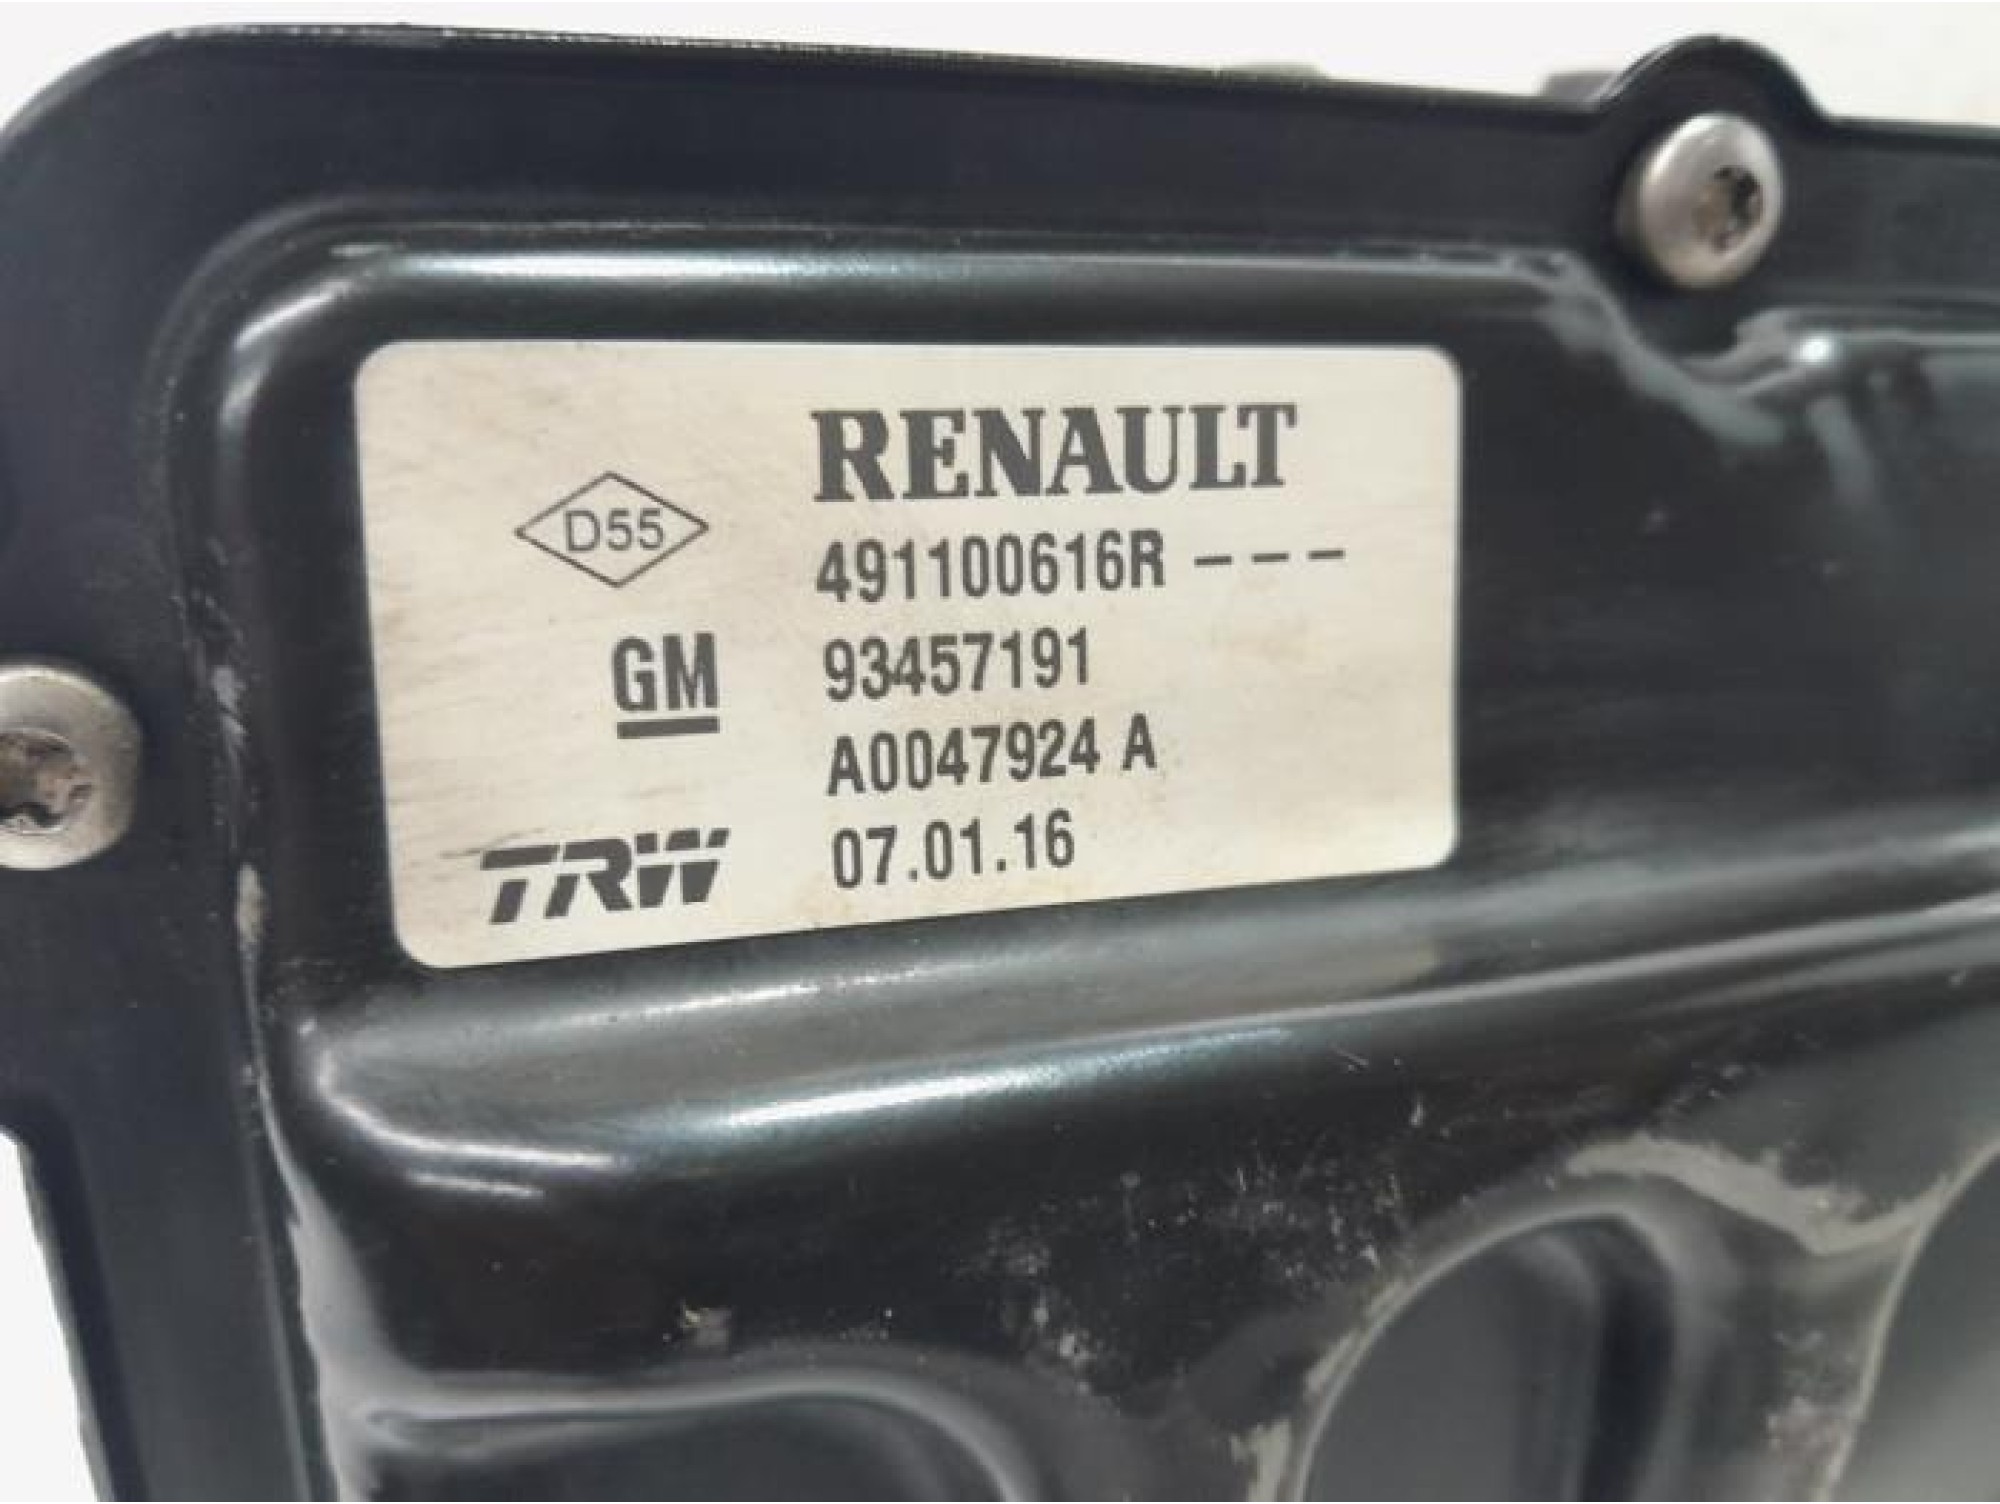 RENAULT
D55
491100616R ---
GM 93457191
A0047924 A
TRW 07.01.16